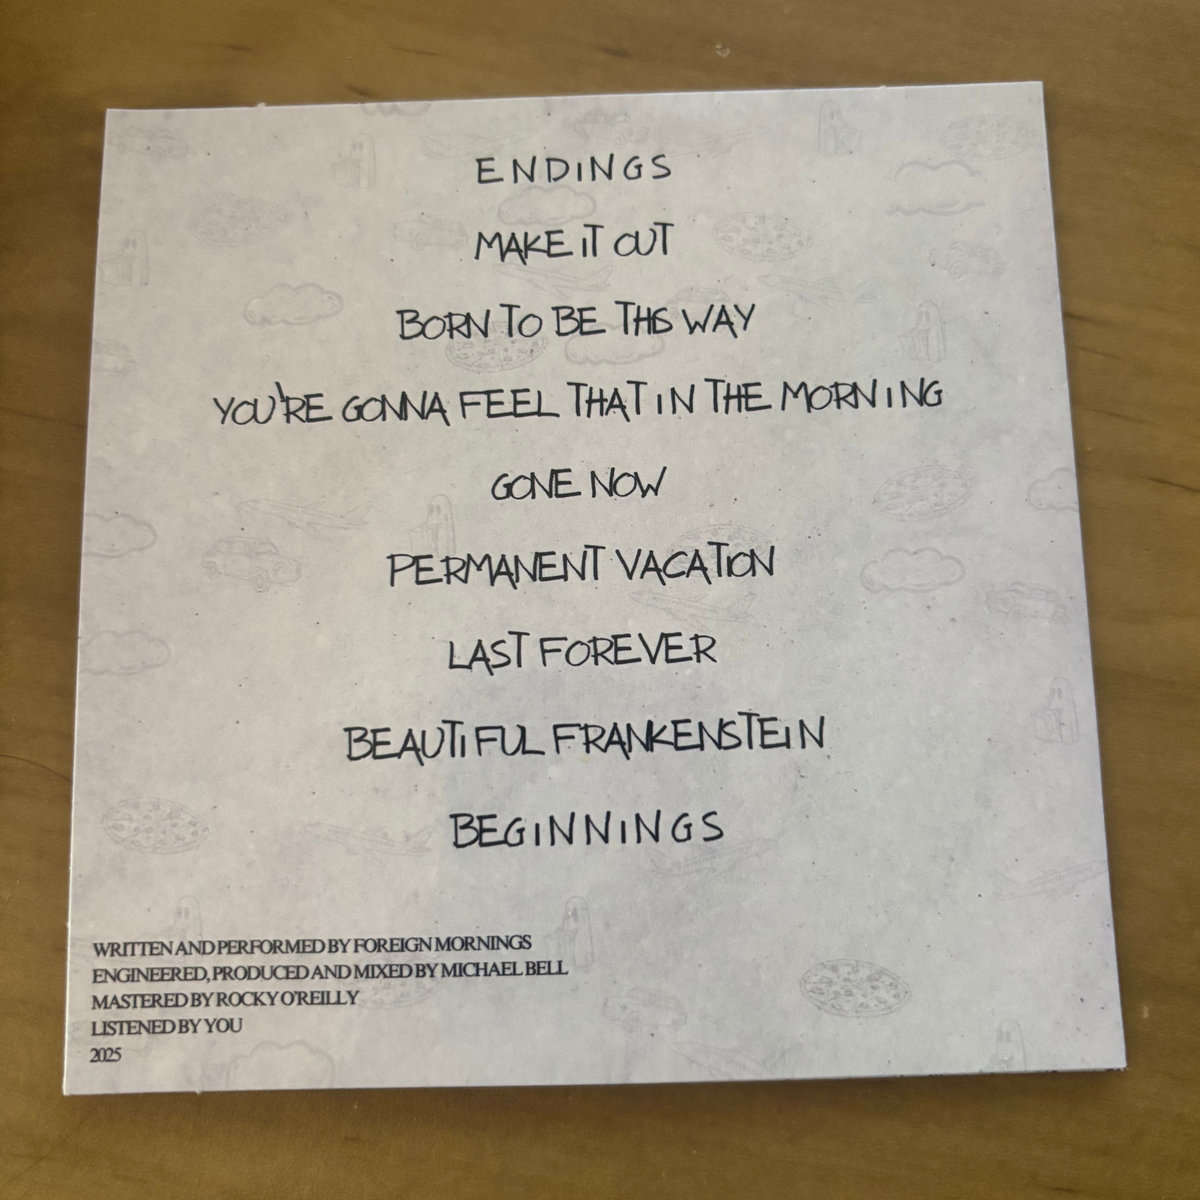 ENDINGS
MAKE IT OUT
BORN TO BE THIS WAY
YOU'RE GONNA FEEL THAT IN THE MORNING
GONE NOW
PERMANENT VACATION
LAST FOREVER
BEAUTIFUL FRANKENSTEIN
BEGINNINGS
WRITTEN AND PERFORMED BY FOREIGN MORNINGS
ENGINEERED, PRODUCED AND MIXED BY MICHAEL BELL
MASTERED BY ROCKY O'REILLY
LISTENED BY YOU
2025